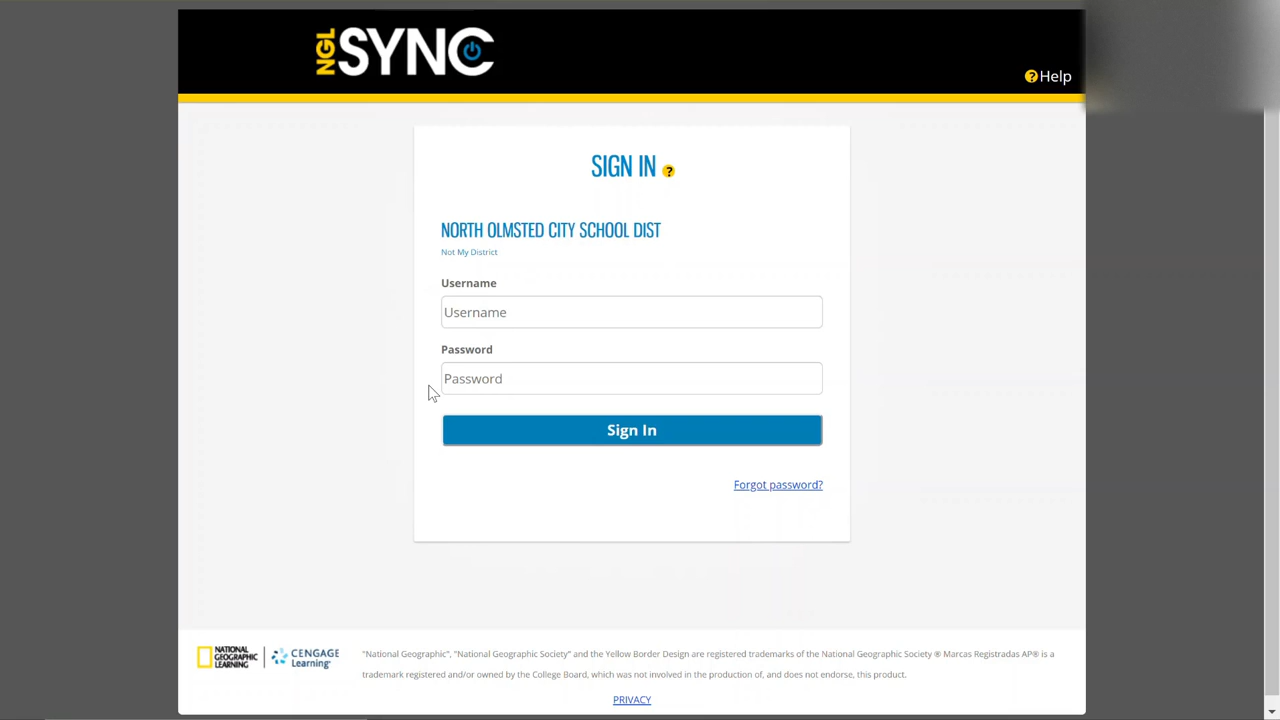 NGL SYNC
? Help
SIGN IN ?
NORTH OLMSTED CITY SCHOOL DIST
Not My District
Username
Username
Password
Password
Sign In
Forgot password?
NATIONAL GEOGRAPHIC LEARNING
CENGAGE Learning™
"National Geographic", "National Geographic Society" and the Yellow Border Design are registered trademarks of the National Geographic Society ® Marcas Registradas AP® is a
trademark registered and/or owned by the College Board, which was not involved in the production of, and does not endorse, this product.
PRIVACY